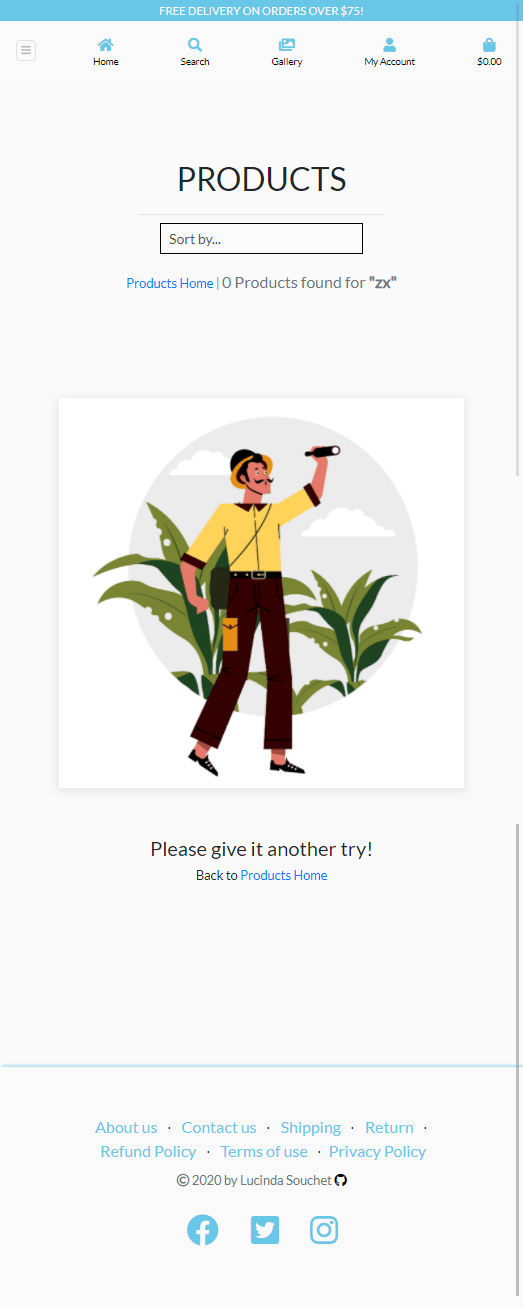 FREE DELIVERY ON ORDERS OVER $75!
Home Search Gallery My Account $0.00
PRODUCTS
Sort by...
Products Home | 0 Products found for "zx"
Please give it another try!
Back to Products Home
About us · Contact us · Shipping · Return ·
Refund Policy · Terms of use · Privacy Policy
© 2020 by Lucinda Souchet